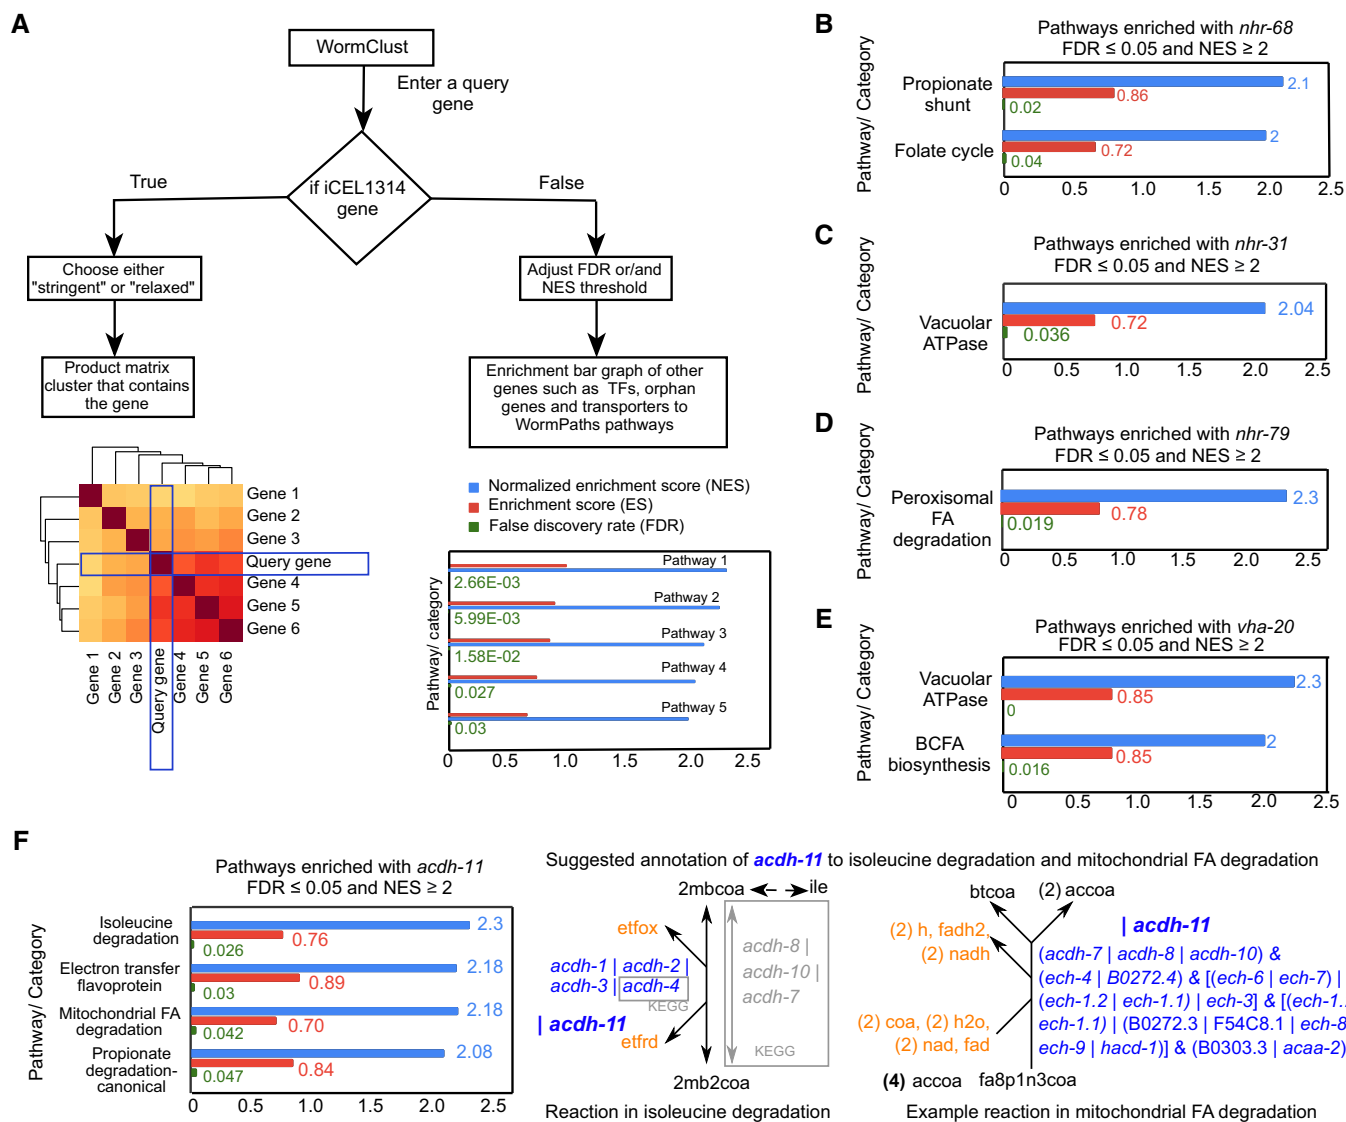 A
WormClust
Enter a query
gene
True
if iCEL1314
gene
False
Choose either
"stringent" or "relaxed"
Adjust FDR or/and
NES threshold
Product matrix
cluster that contains
the gene
Enrichment bar graph of other
genes such as TFs, orphan
genes and transporters to
WormPaths pathways
Gene 1
Gene 2
Gene 3
Query gene
Gene 4
Gene 5
Gene 6
Gene 1
Gene 2
Gene 3
Query gene
Gene 4
Gene 5
Gene 6
Normalized enrichment score (NES)
Enrichment score (ES)
False discovery rate (FDR)
Pathway/ category
Pathway 1
2.66E-03
Pathway 2
5.99E-03
Pathway 3
1.58E-02
Pathway 4
0.027
Pathway 5
0.03
0 0.5 1.0 1.5 2.0 2.5
B
Pathways enriched with nhr-68
FDR ≤ 0.05 and NES ≥ 2
Pathway/ Category
Propionate
shunt
2.1
0.86
0.02
Folate cycle
2
0.72
0.04
0 0.5 1.0 1.5 2.0 2.5
C
Pathways enriched with nhr-31
FDR ≤ 0.05 and NES ≥ 2
Pathway/ Category
Vacuolar
ATPase
2.04
0.72
0.036
0 0.5 1.0 1.5 2.0 2.5
D
Pathways enriched with nhr-79
FDR ≤ 0.05 and NES ≥ 2
Pathway/ Category
Peroxisomal
FA
degradation
2.3
0.78
0.019
0 0.5 1.0 1.5 2.0 2.5
E
Pathways enriched with vha-20
FDR ≤ 0.05 and NES ≥ 2
Pathway/ Category
Vacuolar
ATPase
2.3
0.85
0
BCFA
biosynthesis
2
0.85
0.016
0 0.5 1.0 2.0 2.5
F
Pathways enriched with acdh-11
FDR ≤ 0.05 and NES ≥ 2
Pathway/ Category
Isoleucine
degradation
2.3
0.76
0.026
Electron transfer
flavoprotein
2.18
0.89
0.03
Mitochondrial FA
degradation
2.18
0.70
0.042
Propionate
degradation-
canonical
2.08
0.84
0.047
0 0.5 1.0 1.5 2.0 2.5
Suggested annotation of acdh-11 to isoleucine degradation and mitochondrial FA degradation
2mbcoa
ile
etfox
acdh-1 | acdh-2 |
acdh-3 | acdh-4
KEGG
| acdh-11
etfrd
acdh-8 |
acdh-10 |
acdh-7
KEGG
2mb2coa
Reaction in isoleucine degradation
btcoa
(2) accoa
(2) h, fadh2,
(2) nadh
| acdh-11
(acdh-7 | acdh-8 | acdh-10) &
(ech-4 | B0272.4) & [(ech-6 | ech-7) |
(ech-1.2 | ech-1.1) | ech-3] & [(ech-1..
ech-1.1) | (B0272.3 | F54C8.1 | ech-8
ech-9 | hacd-1)] & (B0303.3 | acaa-2)
(2) coa, (2) h2o,
(2) nad, fad
(4) accoa
fa8p1n3coa
Example reaction in mitochondrial FA degradation